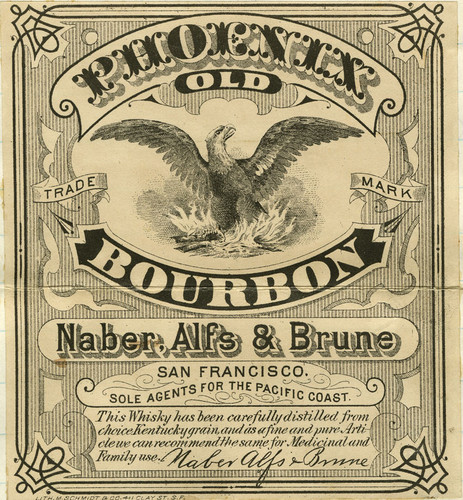 PHOENIX
OLD
TRADE MARK
BOURBON
Naber, Alfs & Brune
SAN FRANCISCO.
SOLE AGENTS FOR THE PACIFIC COAST.
This Whisky has been carefully distilled from
choice Kentucky grain, and as a fine and pure Arti-
cle we can recommend the same for Medicinal and
Family use. Naber Alfs & Brune
LITH. M. SCHMIDT & CO. 411 CLAY ST. S.F.